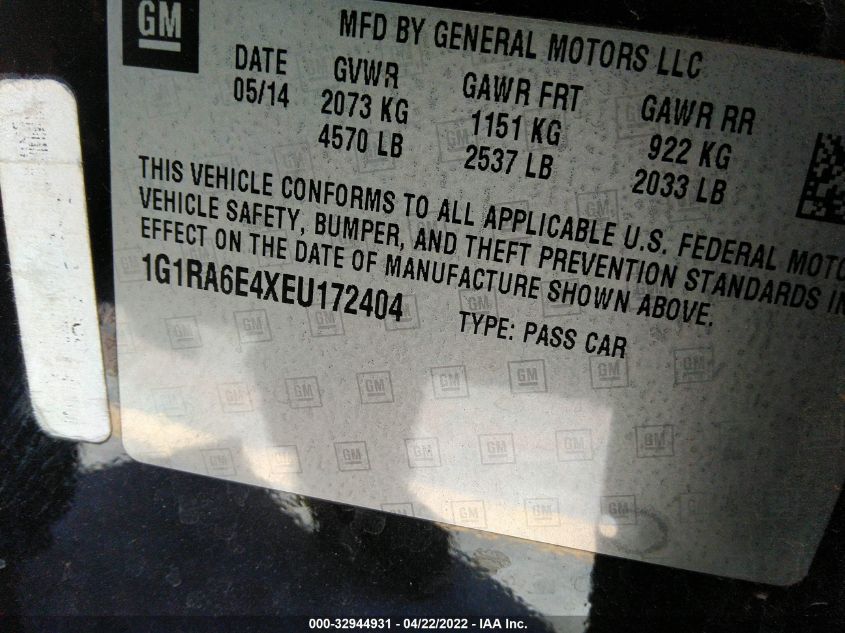 GM
MFD BY GENERAL MOTORS LLC
DATE GVWR GAWR FRT GAWR RR
05/14 2073 KG 1151 KG 922 KG
4570 LB 2537 LB 2033 LB
THIS VEHICLE CONFORMS TO ALL APPLICABLE U.S. FEDERAL MOTO
VEHICLE SAFETY, BUMPER, AND THEFT PREVENTION STANDARDS IN
EFFECT ON THE DATE OF MANUFACTURE SHOWN ABOVE.
1G1RA6E4XEU172404 TYPE: PASS CAR
000-32944931 - 04/22/2022 - IAA Inc.